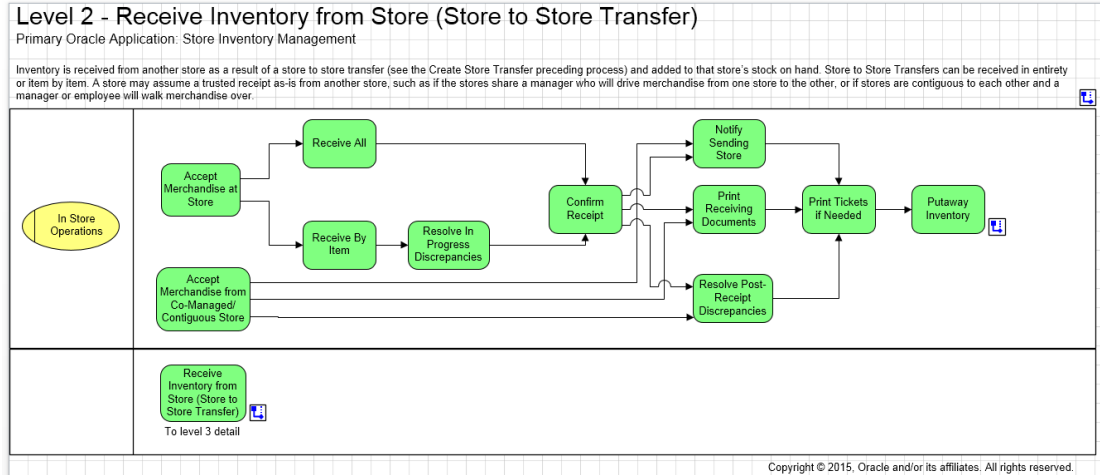 Level 2 - Receive Inventory from Store (Store to Store Transfer)
Primary Oracle Application: Store Inventory Management
Inventory is received from another store as a result of a store to store transfer (see the Create Store Transfer preceding process) and added to that store's stock on hand. Store to Store Transfers can be received in entirety
or item by item. A store may assume a trusted receipt as-is from another store, such as if the stores share a manager who will drive merchandise from one store to the other, or if stores are contiguous to each other and a
manager or employee will walk merchandise over.
In Store
Operations
Accept
Merchandise at
Store
Receive All
Receive By
Item
Resolve In
Progress
Discrepancies
Accept
Merchandise from
Co-Managed/
Contiguous Store
Confirm
Receipt
Notify
Sending
Store
Print
Receiving
Documents
Resolve Post-
Receipt
Discrepancies
Print Tickets
if Needed
Putaway
Inventory
Receive
Inventory from
Store (Store to
Store Transfer)
To level 3 detail
Copyright © 2015, Oracle and/or its affiliates. All rights reserved.